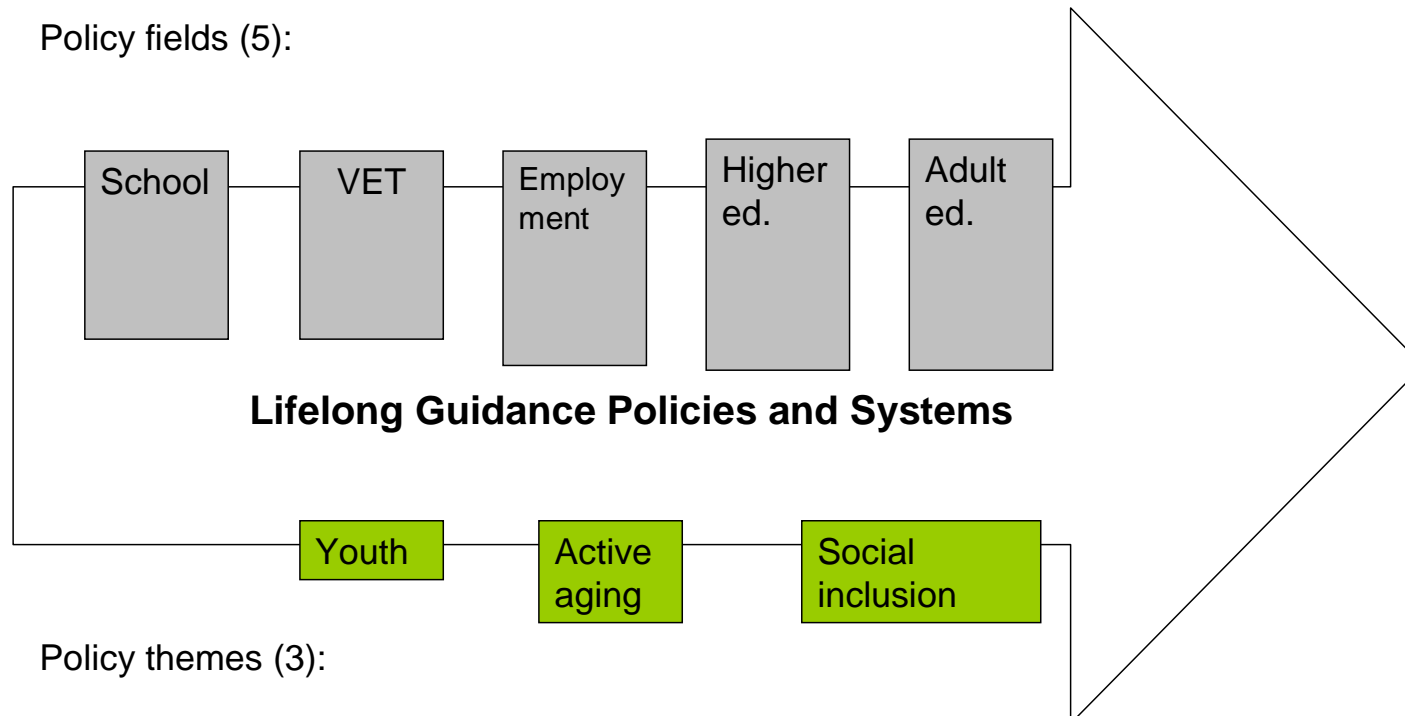 Policy fields (5):
School
VET
Employ
ment
Higher
ed.
Adult
ed.
Lifelong Guidance Policies and Systems
Youth
Active
aging
Social
inclusion
Policy themes (3):